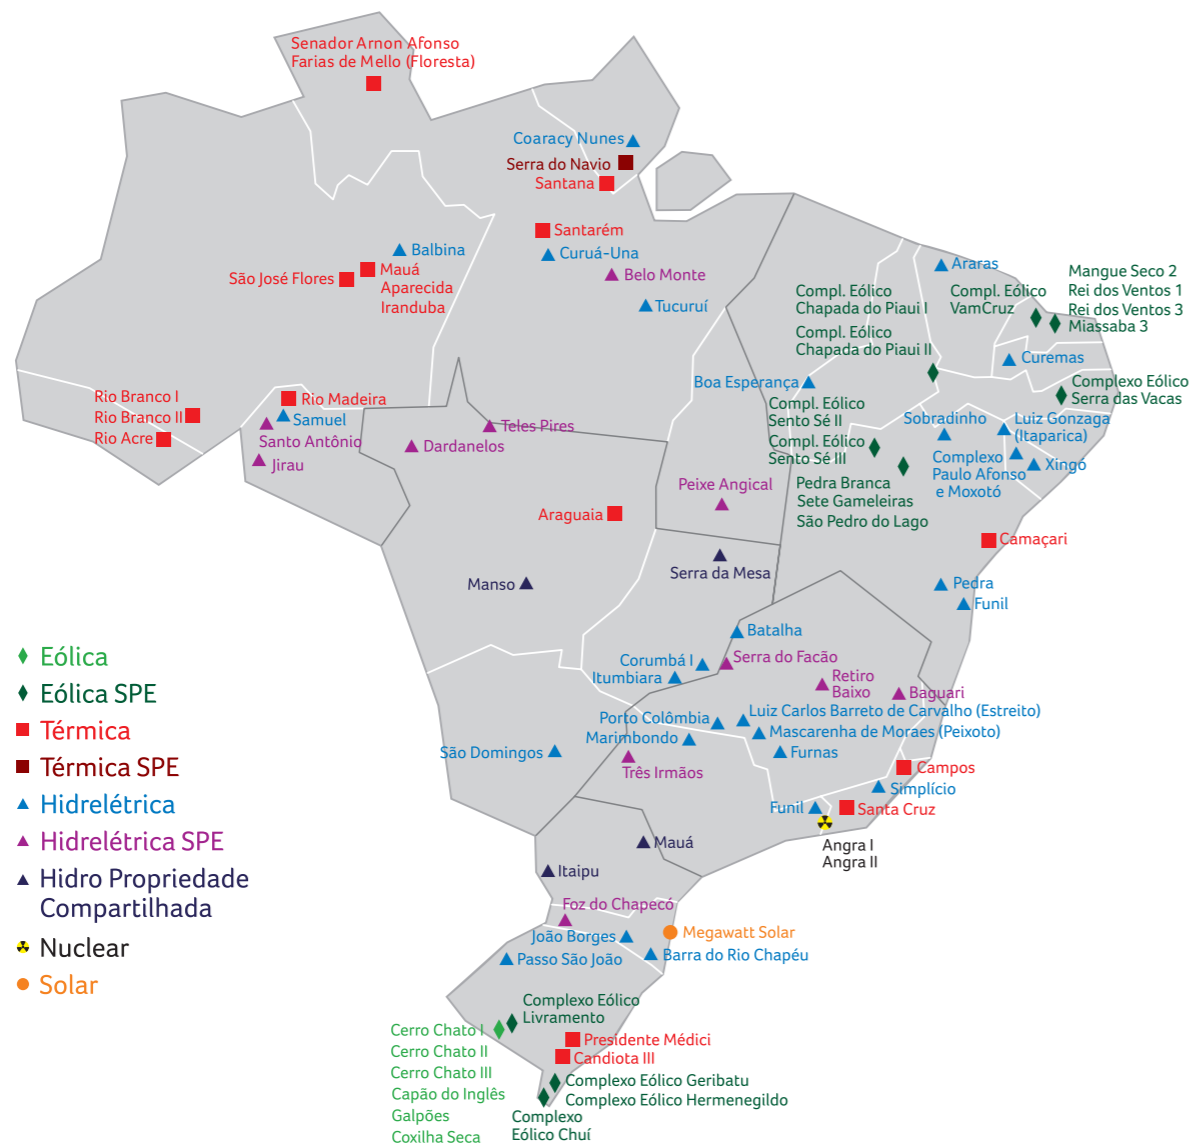 Senador Arnon Afonso
Farias de Mello (Floresta)
Coaracy Nunes
Serra do Navio
Santana
Santarém
Curuá-Una
Belo Monte
Tucuruí
Balbina
São José Flores
Mauá
Aparecida
Iranduba
Araras
Mangue Seco 2
Rei dos Ventos 1
Rei dos Ventos 3
Miassaba 3
Compl. Eólico
VamCruz
Compl. Eólico
Chapada do Piaui I
Compl. Eólico
Chapada do Piaui II
Curemas
Boa Esperança
Complexo Eólico
Serra das Vacas
Rio Branco I
Rio Branco II
Rio Acre
Rio Madeira
Samuel
Santo Antônio
Jirau
Teles Pires
Dardanelos
Compl. Eólico
Sento Sé II
Compl. Eólico
Sento Sé III
Sobradinho
Luiz Gonzaga
(Itaparica)
Complexo
Paulo Afonso
e Moxotó
Xingó
Pedra Branca
Sete Gameleiras
São Pedro do Lago
Peixe Angical
Araguaia
Camaçari
Serra da Mesa
Manso
Pedra
Funil
Batalha
Corumbá I
Itumbiara
Serra do Facão
Retiro
Baixo
Baguari
Luiz Carlos Barreto de Carvalho (Estreito)
Porto Colômbia
Mascarenha de Moraes (Peixoto)
Marimbondo
Furnas
São Domingos
Três Irmãos
Campos
Simplício
Funil
Santa Cruz
Angra I
Angra II
Mauá
Itaipu
Foz do Chapecó
João Borges
Megawatt Solar
Passo São João
Barra do Rio Chapéu
Complexo Eólico
Livramento
Cerro Chato I
Cerro Chato II
Cerro Chato III
Capão do Inglês
Galpões
Coxilha Seca
Presidente Médici
Candiota III
Complexo Eólico Geribatu
Complexo Eólico Hermenegildo
Complexo
Eólico Chuí
Eólica
Eólica SPE
Térmica
Térmica SPE
Hidrelétrica
Hidrelétrica SPE
Hidro Propriedade
Compartilhada
Nuclear
Solar